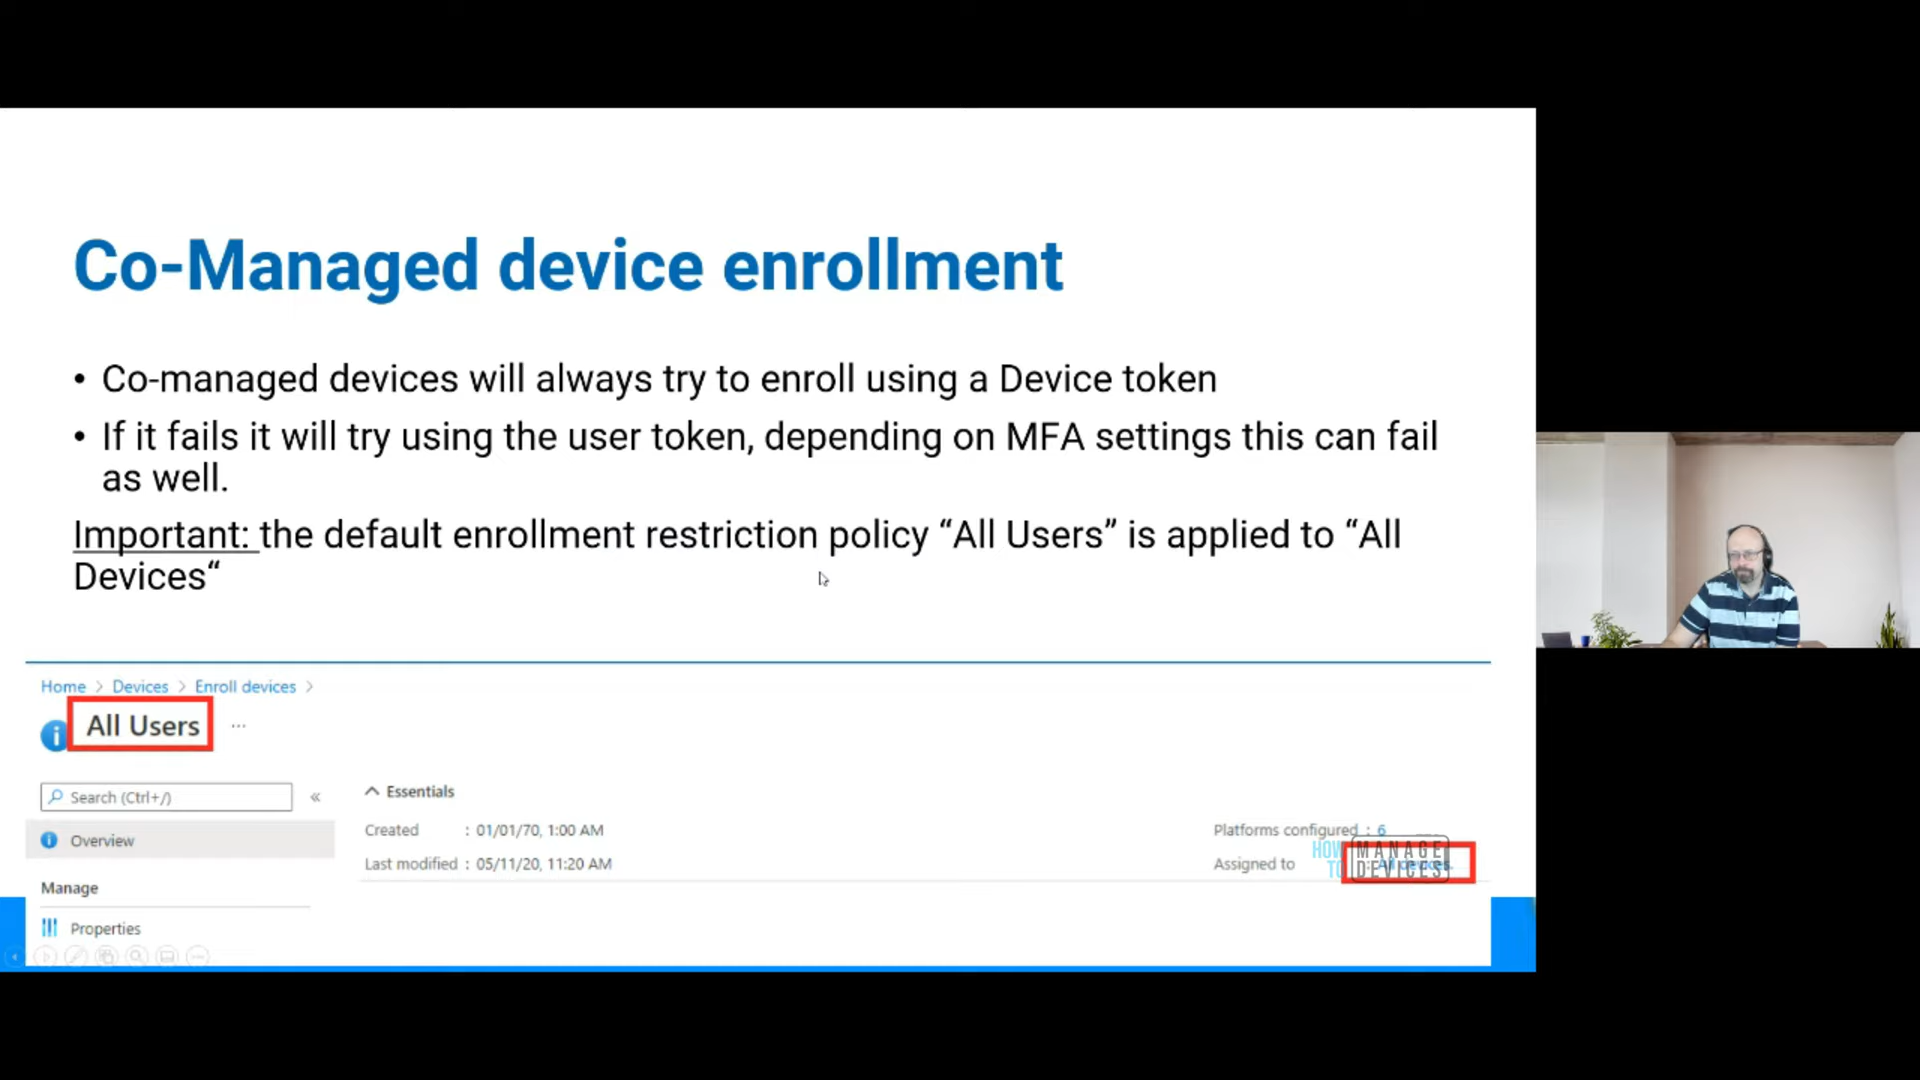 Co-Managed device enrollment
• Co-managed devices will always try to enroll using a Device token
• If it fails it will try using the user token, depending on MFA settings this can fail
as well.
Important: the default enrollment restriction policy “All Users” is applied to “All
Devices“
Home > Devices > Enroll devices >
All Users ...
Search (Ctrl+/) «
Overview
Manage
Properties
Essentials
Created : 01/01/70, 1:00 AM
Last modified : 05/11/20, 11:20 AM
Platforms configured : 6
Assigned to :
HOW TO
MANAGE
DEVICES